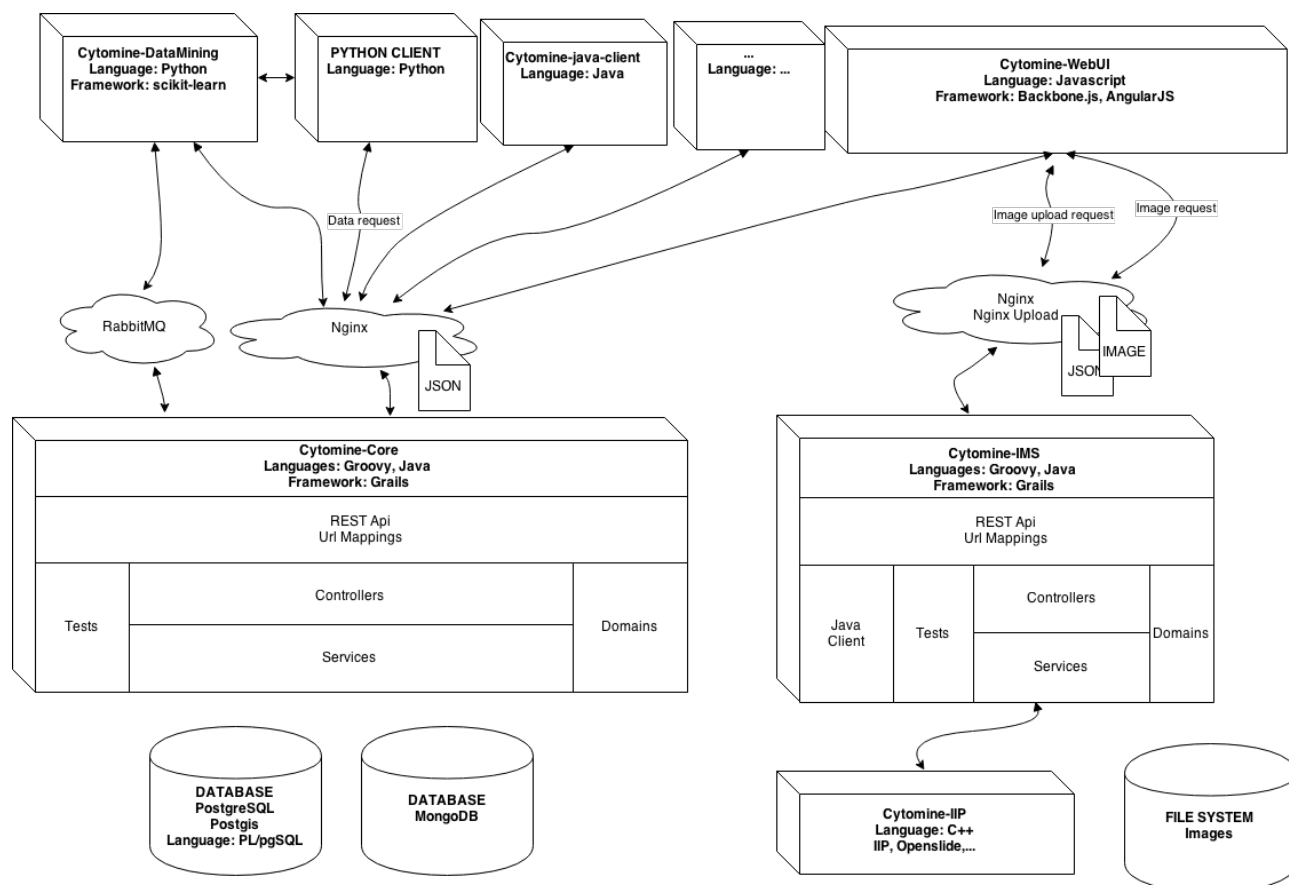 Cytomine-DataMining
Language: Python
Framework: scikit-learn
PYTHON CLIENT
Language: Python
Cytomine-java-client
Language: Java
...
Language: ...
Cytomine-WebUI
Language: Javascript
Framework: Backbone.js, AngularJS
Data request
Image upload request
Image request
RabbitMQ
Nginx
JSON
Nginx
Nginx Upload
JSON
IMAGE
Cytomine-Core
Languages: Groovy, Java
Framework: Grails
REST Api
Url Mappings
Tests
Controllers
Services
Domains
Cytomine-IMS
Languages: Groovy, Java
Framework: Grails
REST Api
Url Mappings
Java
Client
Tests
Controllers
Services
Domains
DATABASE
PostgreSQL
Postgis
Language: PL/pgSQL
DATABASE
MongoDB
Cytomine-IIP
Language: C++
IIP, Openslide,...
FILE SYSTEM
Images